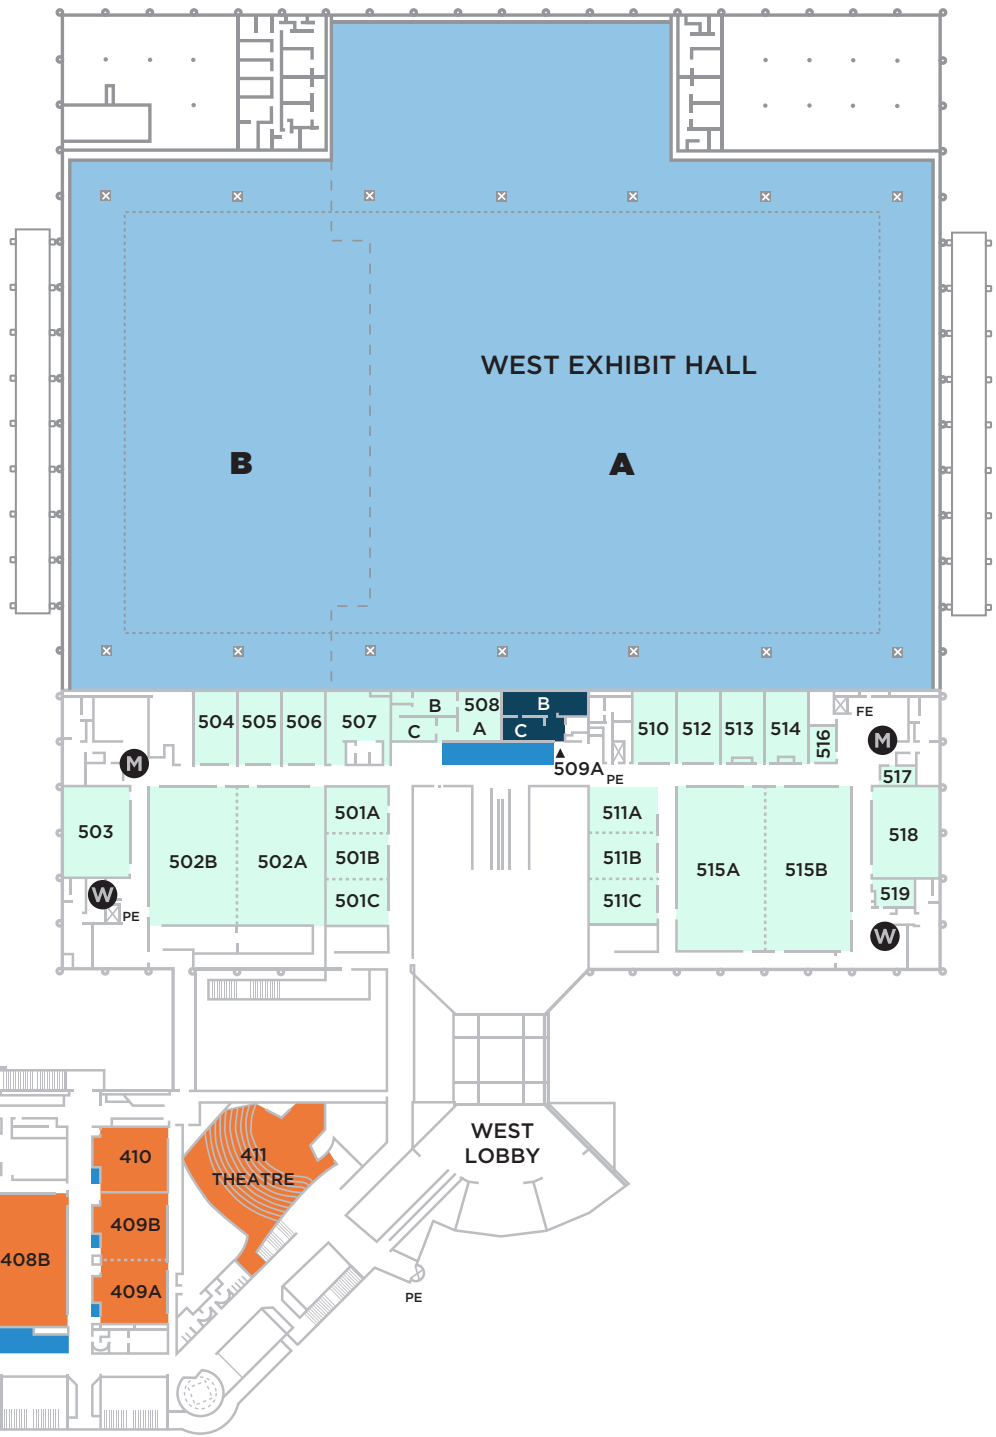 WEST EXHIBIT HALL
B
A
504
505
506
507
B
C
508
A
B
C
509A
PE
510
512
513
514
516
FE
M
M
517
503
502B
502A
501A
501B
501C
511A
511B
511C
515A
515B
518
519
W
PE
W
WEST
LOBBY
410
411
THEATRE
409B
408B
409A
PE